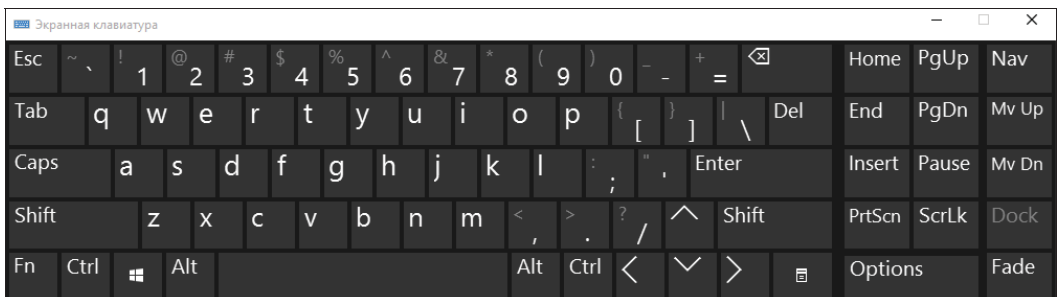 Экранная клавиатура
Esc ~ ` ! 1 @ 2 # 3 $ 4 % 5 ^ 6 & 7 * 8 ( 9 ) 0 _ - + = Home PgUp Nav
Tab q w e r t y u i o p { [ } ] | \ Del End PgDn Mv Up
Caps a s d f g h j k l : ; " ' Enter Insert Pause Mv Dn
Shift z x c v b n m < , > . ? / Shift PrtScn ScrLk Dock
Fn Ctrl Alt Alt Ctrl Options Fade